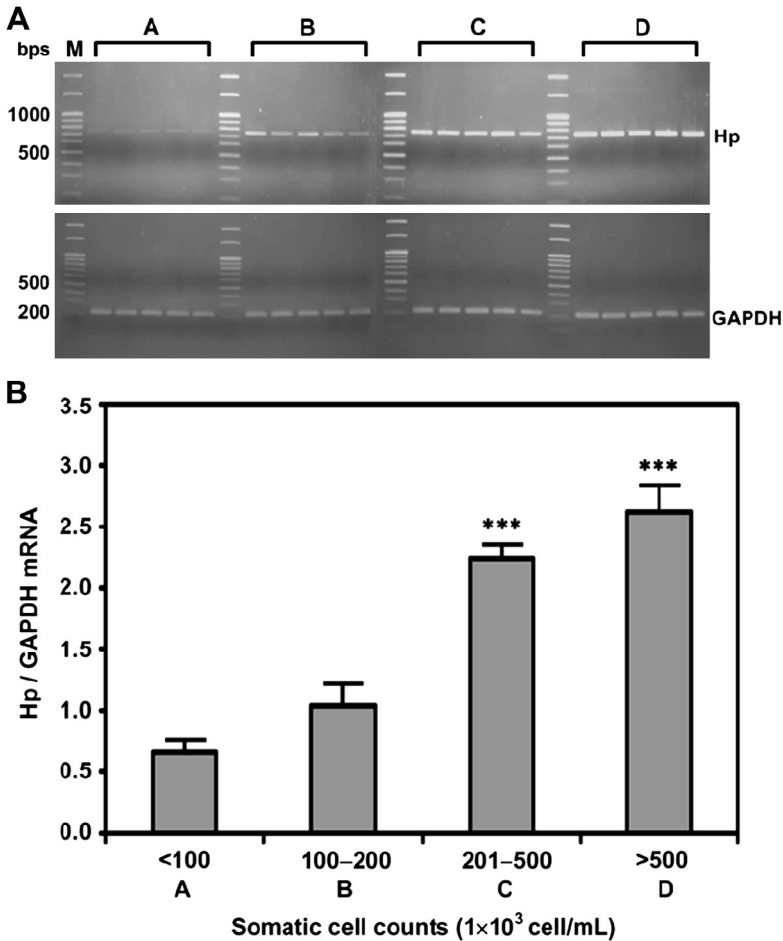 A
bps M A B C D
1000
500
Hp
500
200
GAPDH
B
3.5
3.0
2.5
2.0
1.5
1.0
0.5
0.0
Hp / GAPDH mRNA
***
***
<100 100–200 201–500 >500
A B C D
Somatic cell counts (1×10³ cell/mL)